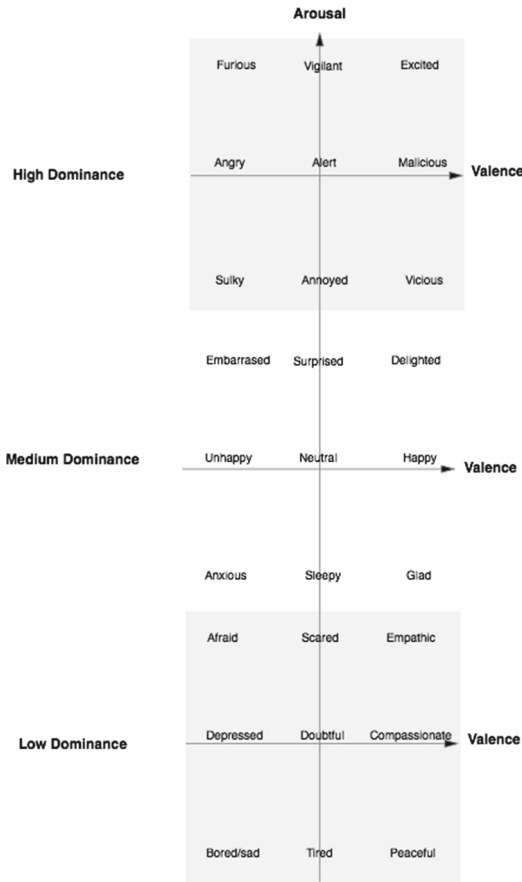 Arousal
Furious Vigilant Excited
High Dominance Angry Alert Malicious Valence
Sulky Annoyed Vicious
Embarrased Surprised Delighted
Medium Dominance Unhappy Neutral Happy Valence
Anxious Sleepy Glad
Afraid Scared Empathic
Low Dominance Depressed Doubtful Compassionate Valence
Bored/sad Tired Peaceful